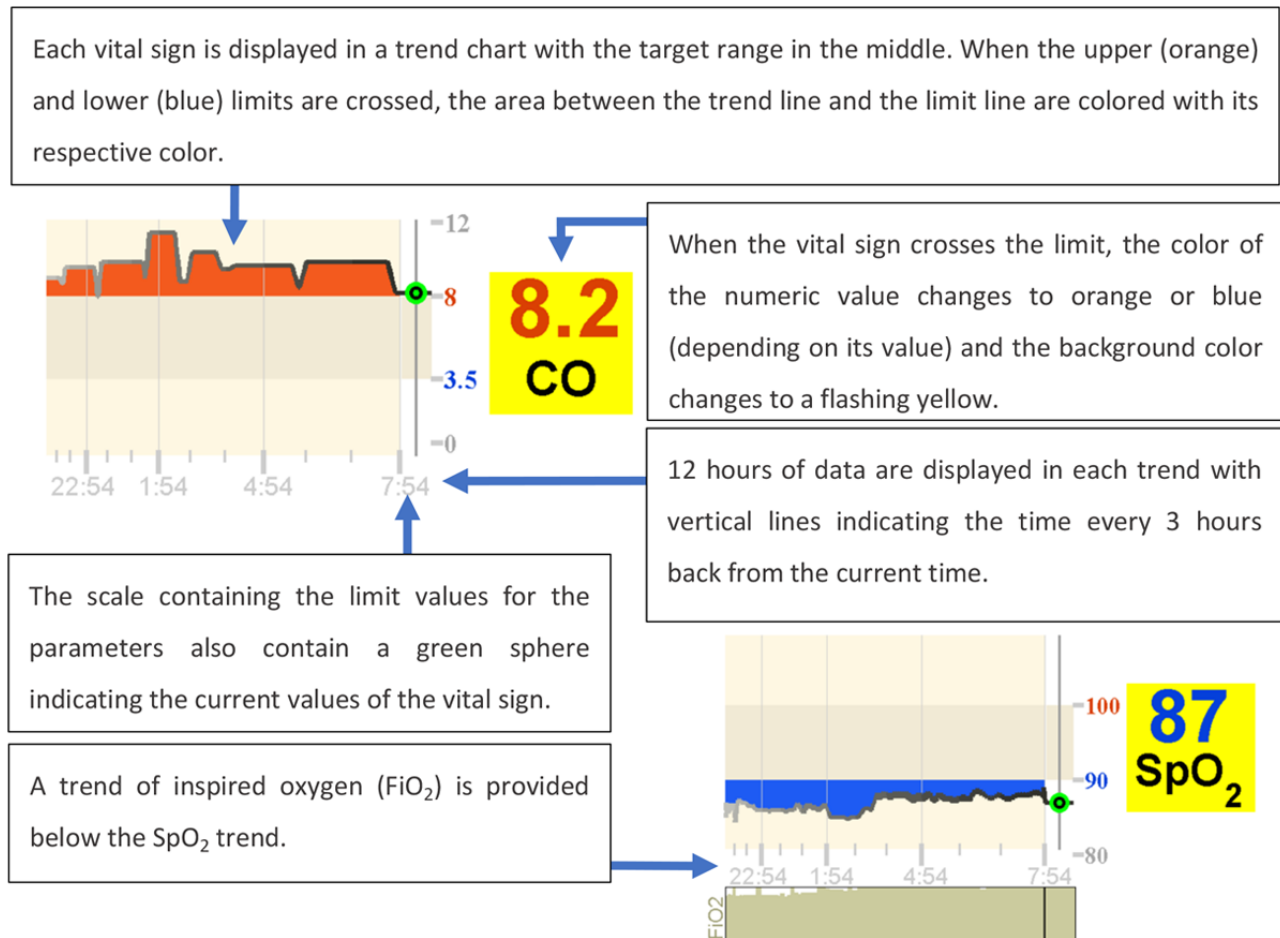 Each vital sign is displayed in a trend chart with the target range in the middle. When the upper (orange)
and lower (blue) limits are crossed, the area between the trend line and the limit line are colored with its
respective color.
12
8
3.5
0
22:54 1:54 4:54 7:54
8.2
CO
When the vital sign crosses the limit, the color of
the numeric value changes to orange or blue
(depending on its value) and the background color
changes to a flashing yellow.
12 hours of data are displayed in each trend with
vertical lines indicating the time every 3 hours
back from the current time.
The scale containing the limit values for the
parameters also contain a green sphere
indicating the current values of the vital sign.
A trend of inspired oxygen (FiO₂) is provided
below the SpO₂ trend.
100
90
80
87
SpO₂
22:54 1:54 4:54 7:54
FiO2